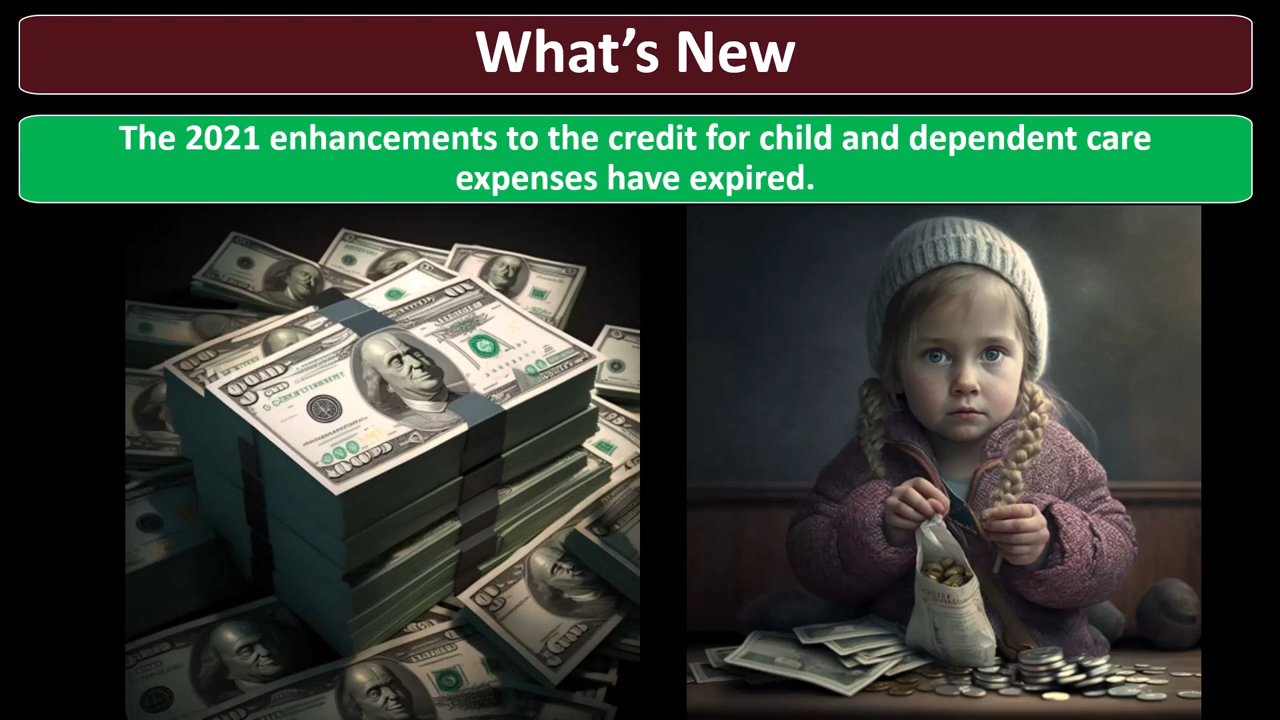 What’s New
The 2021 enhancements to the credit for child and dependent care
expenses have expired.